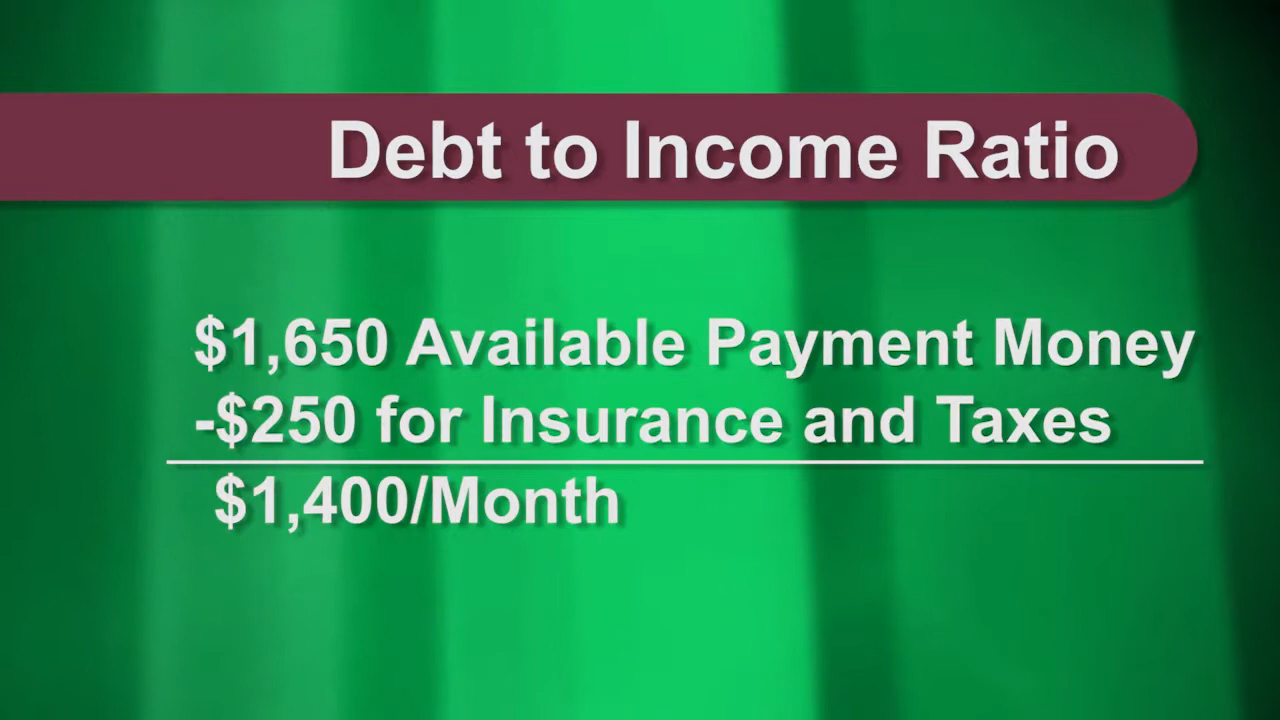 Debt to Income Ratio
$1,650 Available Payment Money
-$250 for Insurance and Taxes
$1,400/Month